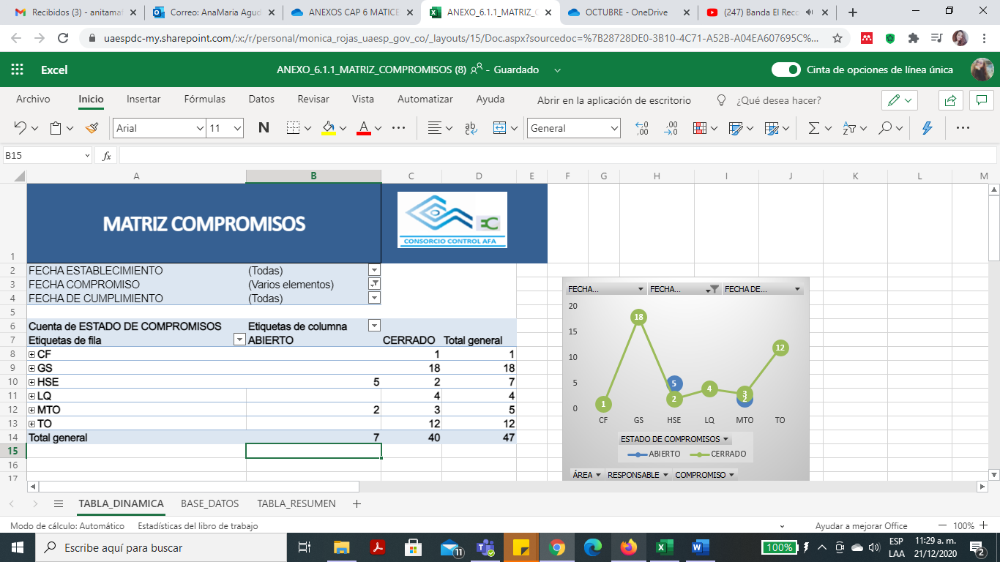 Recibidos (3) - anitamaf
Correo: AnaMaria Agud
ANEXOS CAP 6 MATICE
ANEXO_6.1.1_MATRIZ_C
OCTUBRE - OneDrive
(247) Banda El Reco
uaespdc-my.sharepoint.com/:x:/r/personal/monica_rojas_uaesp_gov_co/_layouts/15/Doc.aspx?sourcedoc=%7B28728DE0-3B10-4C71-A52B-A04EA607695C%...
Excel
ANEXO_6.1.1_MATRIZ_COMPROMISOS (8) - Guardado
Cinta de opciones de línea única
Archivo Inicio Insertar Fórmulas Datos Revisar Vista Automatizar Ayuda Abrir en la aplicación de escritorio ¿Qué desea hacer?
Arial 11 N A ab General ,00 ,00
B15 fx
A B C D E F G H I J K L M
1 MATRIZ COMPROMISOS
EC
CONSORCIO CONTROL AFA
2 FECHA ESTABLECIMIENTO (Todas)
3 FECHA COMPROMISO (Varios elementos)
4 FECHA DE CUMPLIMIENTO (Todas)
5
6 Cuenta de ESTADO DE COMPROMISOS Etiquetas de columna
7 Etiquetas de fila ABIERTO CERRADO Total general
8 CF 1 1
9 GS 18 18
10 HSE 5 2 7
11 LQ 4 4
12 MTO 2 3 5
13 TO 12 12
14 Total general 7 40 47
15
16
17
FECHA... FECHA... FECHA DE...
20
15
10
5
0
1 18 5 2 4 3 2 12
CF GS HSE LQ MTO TO
ESTADO DE COMPROMISOS
ABIERTO CERRADO
ÁREA RESPONSABLE COMPROMISO
TABLA_DINAMICA BASE_DATOS TABLA_RESUMEN
Modo de cálculo: Automático Estadísticas del libro de trabajo Ayudar a mejorar Office 100%
Escribe aquí para buscar
11
100%
ESP
LAA
11:29 a. m.
21/12/2020
2